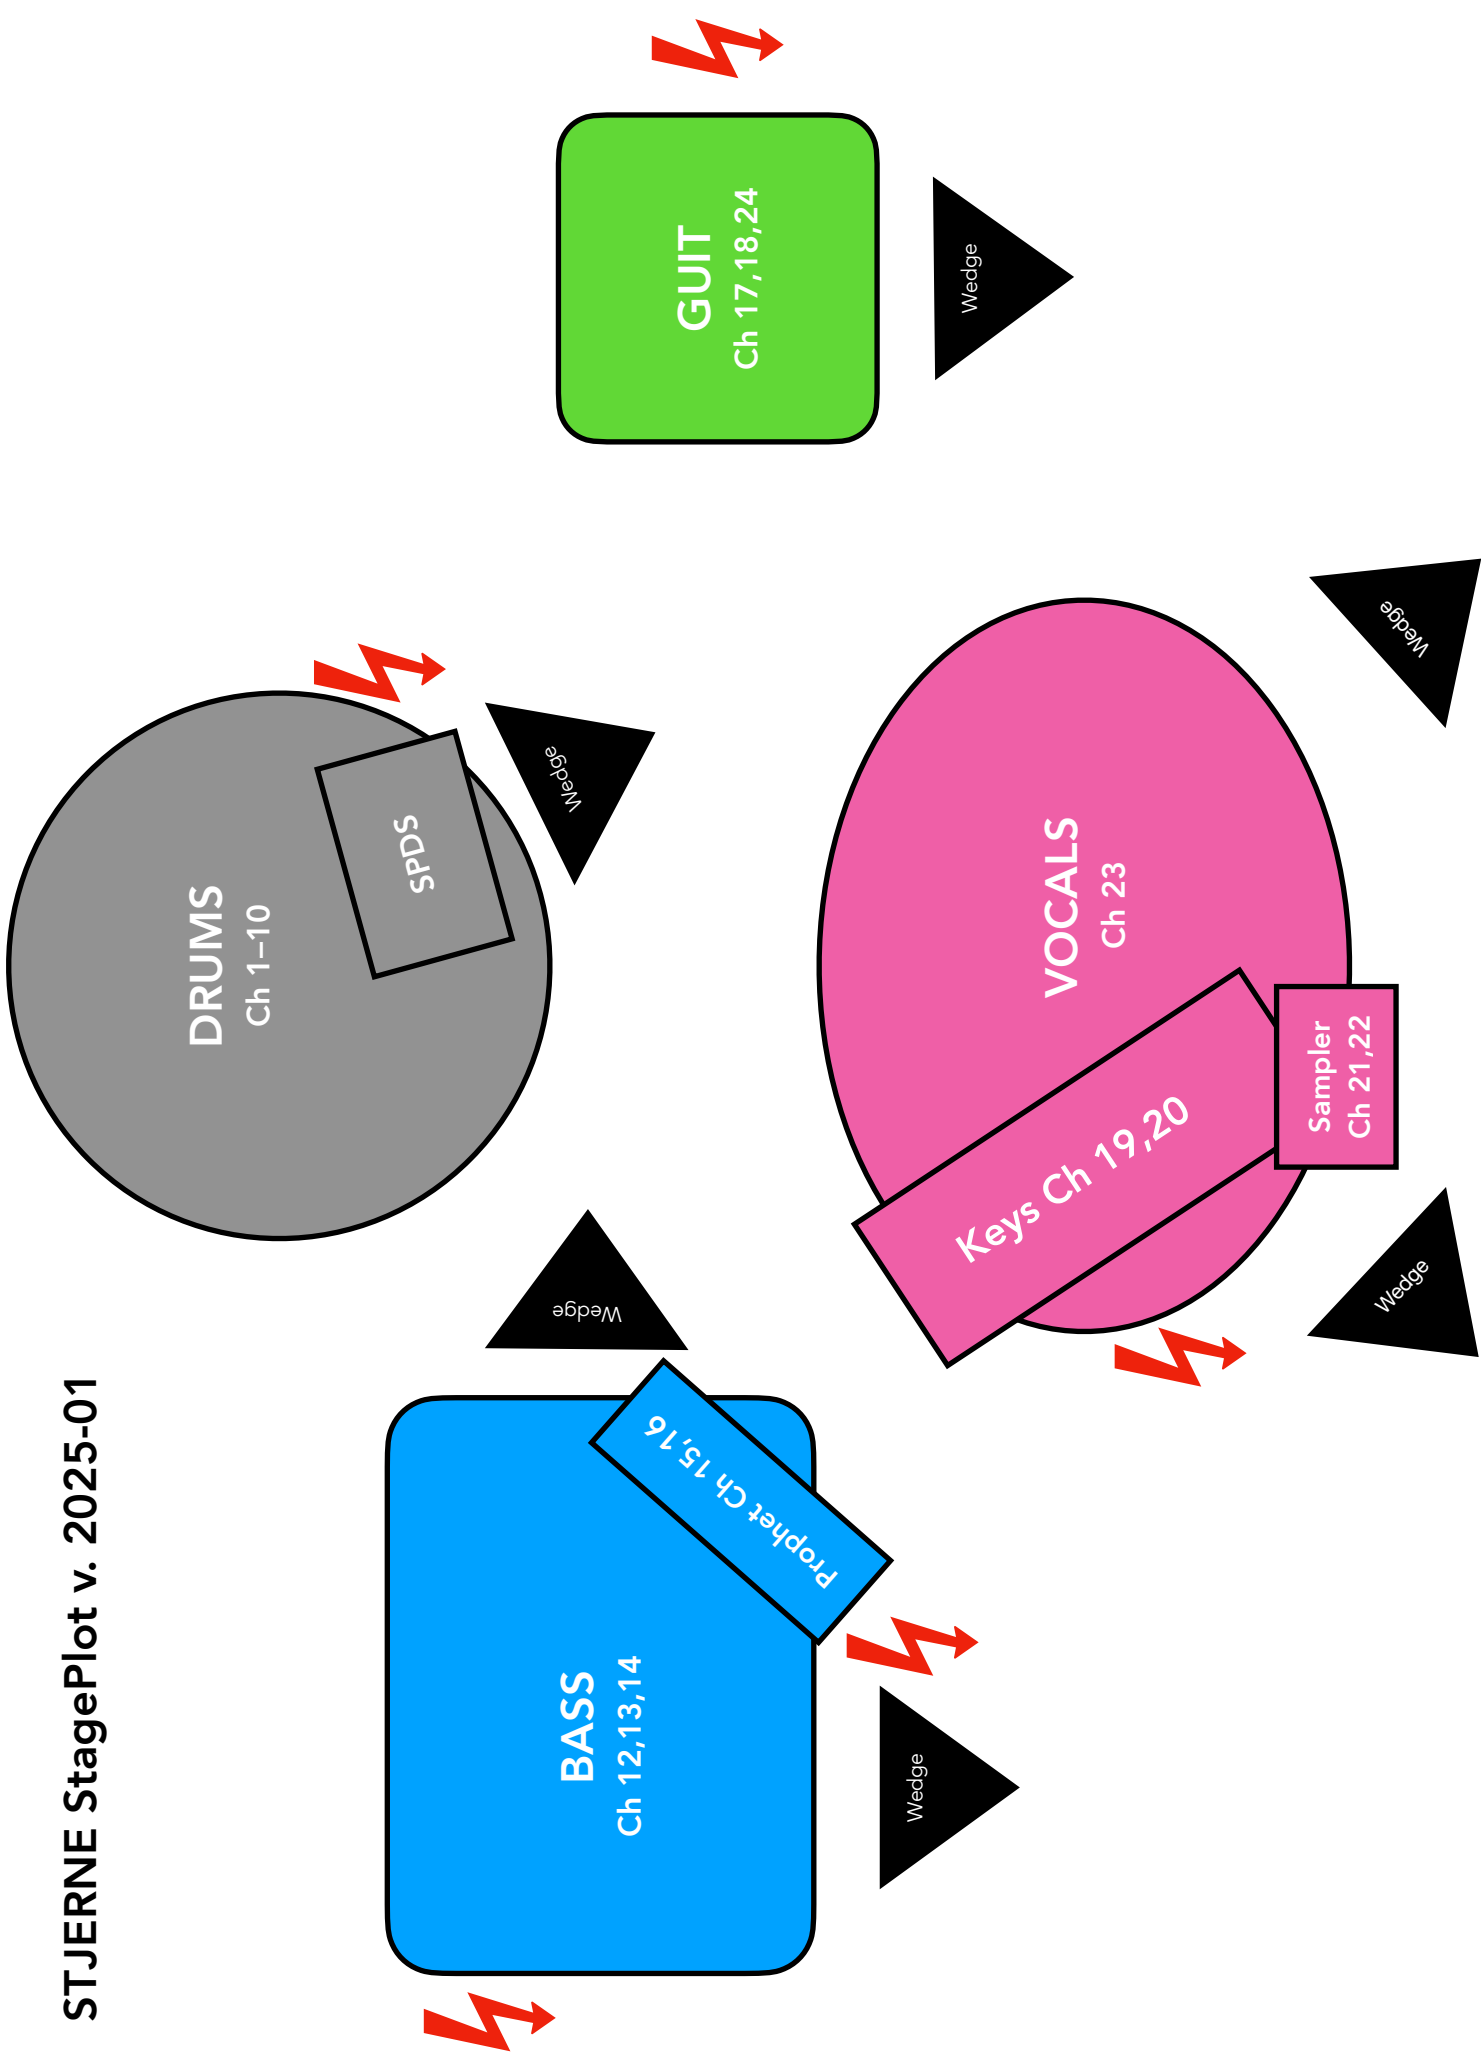 STJERNE StagePlot v. 2025-01
DRUMS
Ch 1–10
SPDS
Wedge
Wedge
BASS
Ch 12,13,14
Prophet Ch 15,16
Wedge
GUIT
Ch 17,18,24
Wedge
VOCALS
Ch 23
Keys Ch 19,20
Sampler
Ch 21,22
Wedge
Wedge